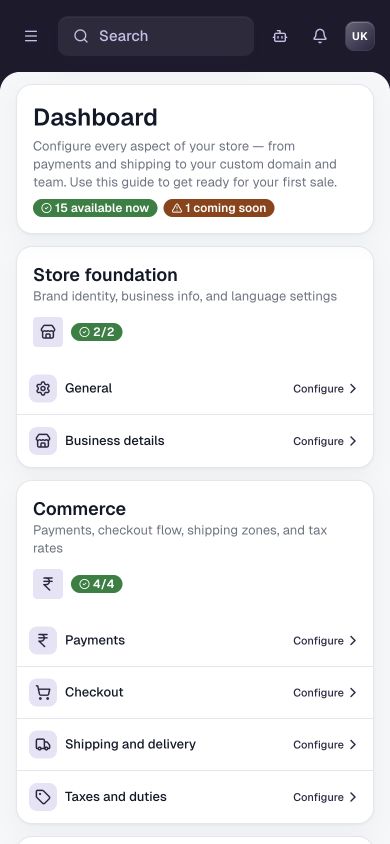 Search
UK
Dashboard
Configure every aspect of your store — from
payments and shipping to your custom domain and
team. Use this guide to get ready for your first sale.
15 available now
1 coming soon
Store foundation
Brand identity, business info, and language settings
2/2
General
Configure
Business details
Configure
Commerce
Payments, checkout flow, shipping zones, and tax
rates
₹
4/4
₹
Payments
Configure
Checkout
Configure
Shipping and delivery
Configure
Taxes and duties
Configure